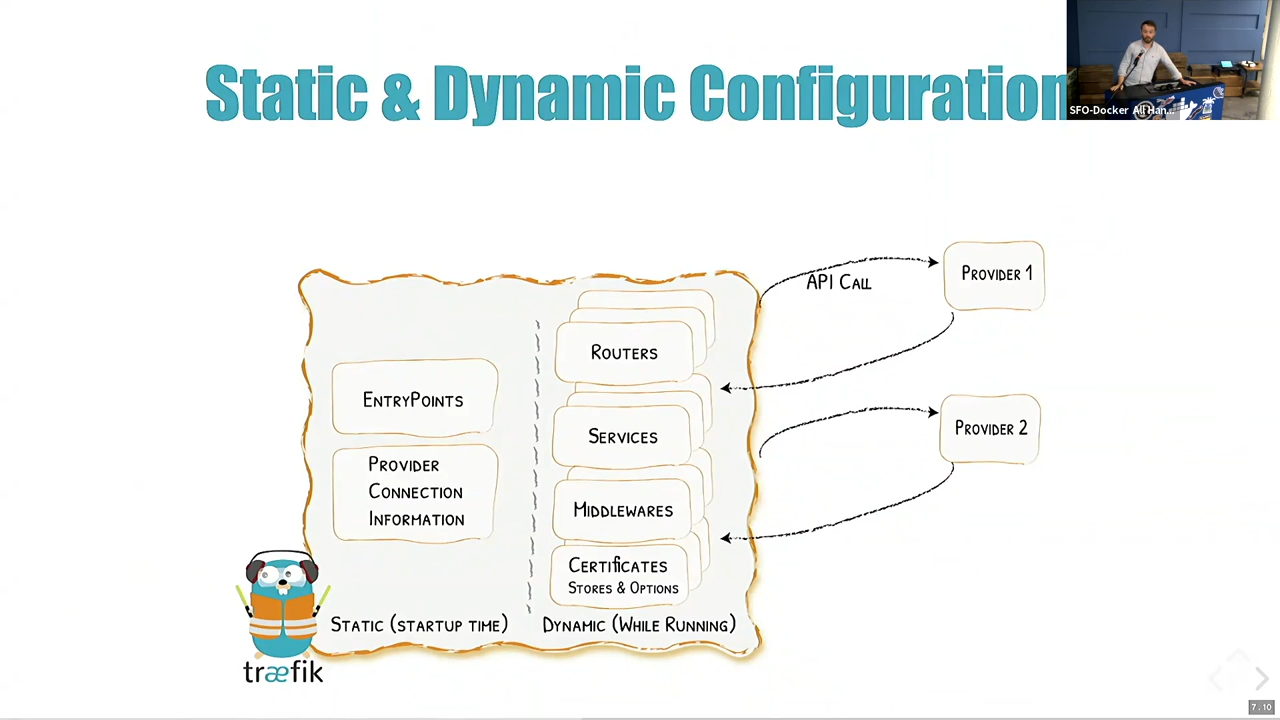 Static & Dynamic Configuration
SFO-Docker All Han...
API Call
Provider 1
Routers
EntryPoints
Services
Provider 2
Provider
Connection
Information
Middlewares
Certificates
Stores & Options
Static (startup time)
Dynamic (While Running)
træfik
7.10